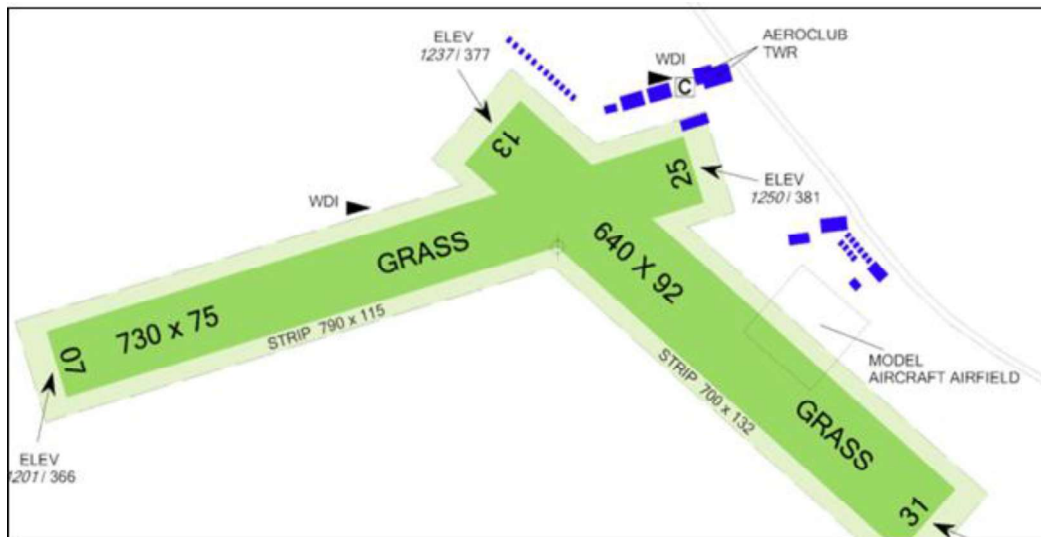 ELEV
1237/ 377
AEROCLUB
TWR
WDI
C
13
25
ELEV
1250/ 381
WDI
GRASS
640 X 92
730 x 75
STRIP 790 x 115
07
STRIP 700 x 132
MODEL
AIRCRAFT AIRFIELD
GRASS
ELEV
1201/ 366
31